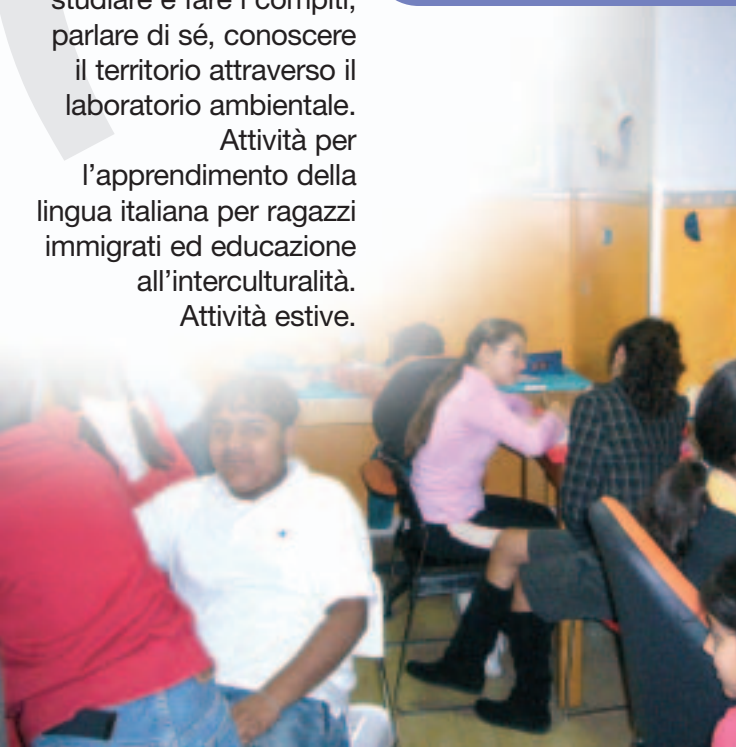 studiare e fare i compiti,
parlare di sé, conoscere
il territorio attraverso il
laboratorio ambientale.
Attività per
l’apprendimento della
lingua italiana per ragazzi
immigrati ed educazione
all’interculturalità.
Attività estive.